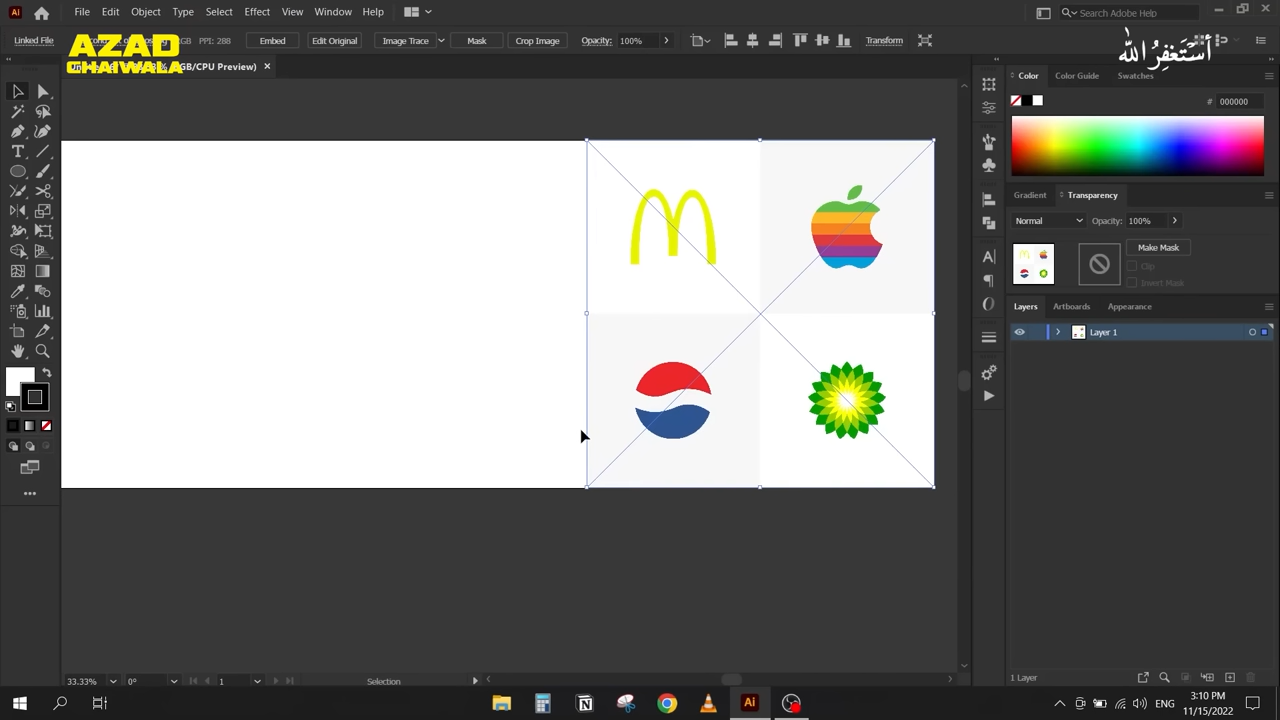 Ai File Edit Object Type Select Effect View Window Help Search Adobe Help
Linked File PPI: 288 Embed Edit Original Image Trace Mask Crop Image Opacity: 100% Transform
AZAD
CHAIWALA
أستغفر الله
GB/CPU Preview)
Color Color Guide Swatches
# 000000
Gradient Transparency
Normal Opacity: 100%
Make Mask
Clip
Invert Mask
Layers Artboards Appearance
Layer 1
1 Layer
33.33% 0° 1 Selection
Ai ENG 3:10 PM
11/15/2022